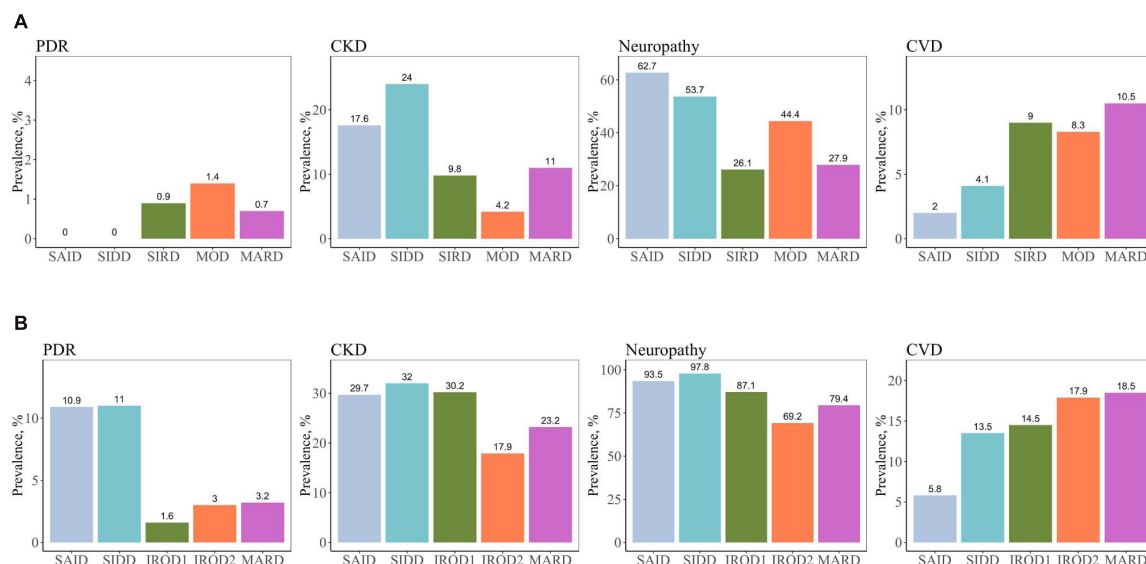 A
PDR
Prevalence, %
4
3
2
1
0
0
0
0.9
1.4
0.7
SAID SIDD SIRD MOD MARD
CKD
Prevalence, %
20
10
0
17.6
24
9.8
4.2
11
SAID SIDD SIRD MOD MARD
Neuropathy
Prevalence, %
60
40
20
0
62.7
53.7
26.1
44.4
27.9
SAID SIDD SIRD MOD MARD
CVD
Prevalence, %
10
5
0
2
4.1
9
8.3
10.5
SAID SIDD SIRD MOD MARD
B
PDR
Prevalence, %
10
5
0
10.9
11
1.6
3
3.2
SAID SIDD IROD1 IROD2 MARD
CKD
Prevalence, %
30
20
10
0
29.7
32
30.2
17.9
23.2
SAID SIDD IROD1 IROD2 MARD
Neuropathy
Prevalence, %
100
75
50
25
0
93.5
97.8
87.1
69.2
79.4
SAID SIDD IROD1 IROD2 MARD
CVD
Prevalence, %
20
15
10
5
0
5.8
13.5
14.5
17.9
18.5
SAID SIDD IROD1 IROD2 MARD